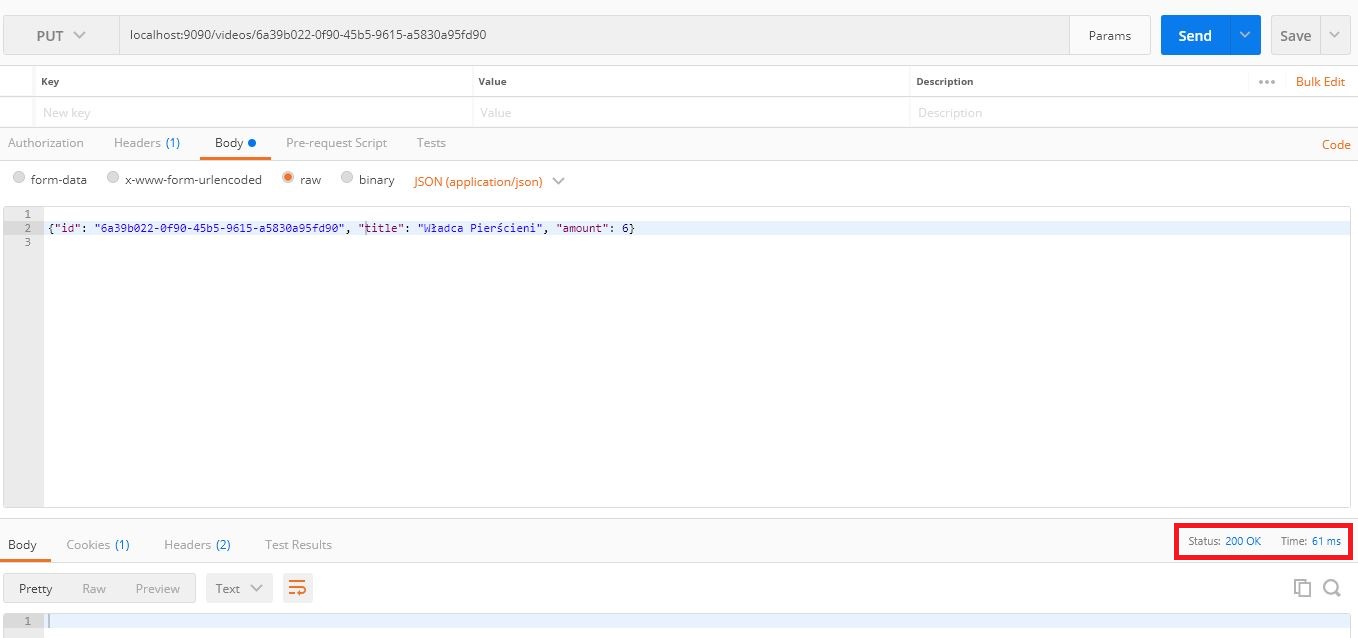 PUT localhost:9090/videos/6a39b022-0f90-45b5-9615-a5830a95fd90 Params Send Save
Key Value Description ••• Bulk Edit
New key Value Description
Authorization Headers (1) Body Pre-request Script Tests Code
form-data x-www-form-urlencoded raw binary JSON (application/json)
1
2 {"id": "6a39b022-0f90-45b5-9615-a5830a95fd90", "title": "Władca Pierścieni", "amount": 6}
3
Body Cookies (1) Headers (2) Test Results Status: 200 OK Time: 61 ms
Pretty Raw Preview Text
1